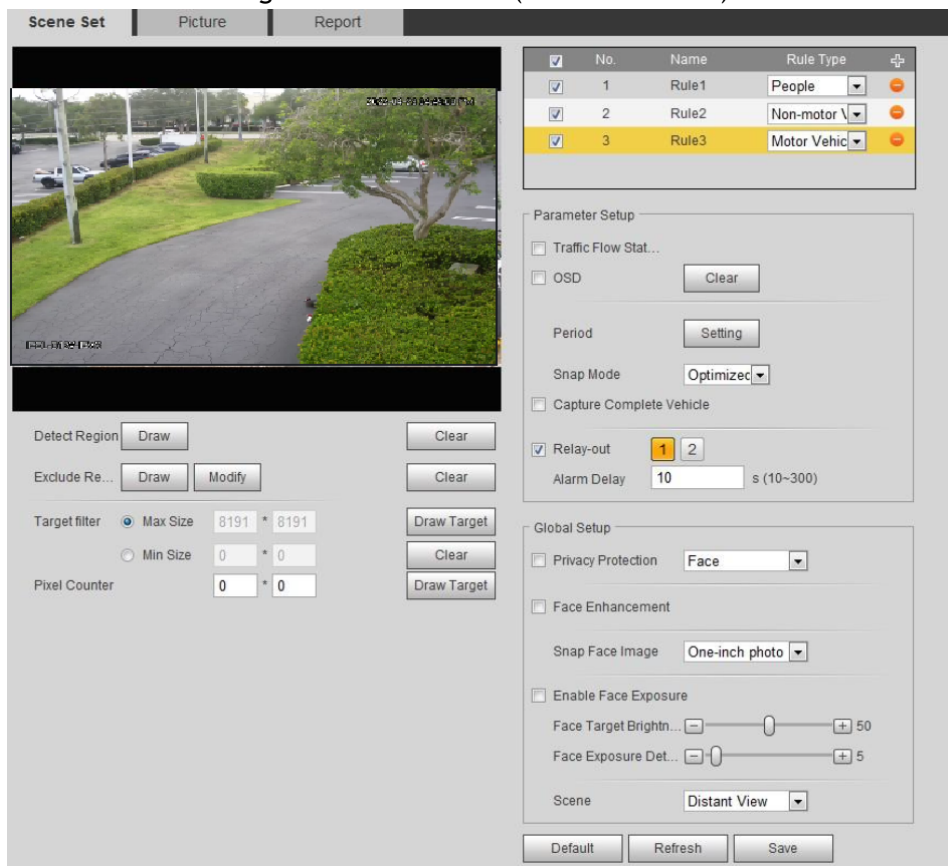 Scene Set Picture Report
No. Name Rule Type
1 Rule1 People
2 Rule2 Non-motor V
3 Rule3 Motor Vehic
Parameter Setup
Traffic Flow Stat...
OSD Clear
Period Setting
Snap Mode Optimizec
Capture Complete Vehicle
Relay-out 1 2
Alarm Delay 10 s (10~300)
Detect Region Draw Clear
Exclude Re... Draw Modify Clear
Target filter Max Size 8191 * 8191 Draw Target
Min Size 0 * 0 Clear
Pixel Counter 0 * 0 Draw Target
Global Setup
Privacy Protection Face
Face Enhancement
Snap Face Image One-inch photo
Enable Face Exposure
Face Target Brightn... 50
Face Exposure Det... 5
Scene Distant View
Default Refresh Save